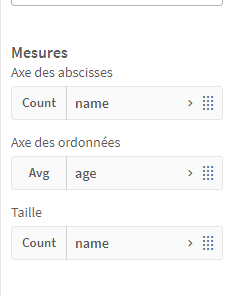 Mesures
Axe des abscisses
Count name
Axe des ordonnées
Avg age
Taille
Count name